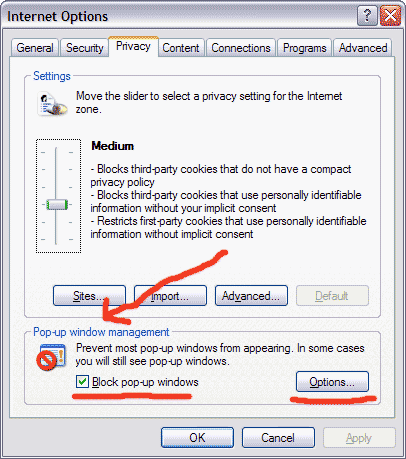 Internet Options
General Security Privacy Content Connections Programs Advanced
Settings
Move the slider to select a privacy setting for the Internet
zone.
Medium
- Blocks third-party cookies that do not have a compact
privacy policy
- Blocks third-party cookies that use personally identifiable
information without your implicit consent
- Restricts first-party cookies that use personally identifiable
information without implicit consent
Sites... Import... Advanced... Default
Pop-up window management
Prevent most pop-up windows from appearing. In some cases
you will still see pop-up windows.
Block pop-up windows Options...
OK Cancel Apply